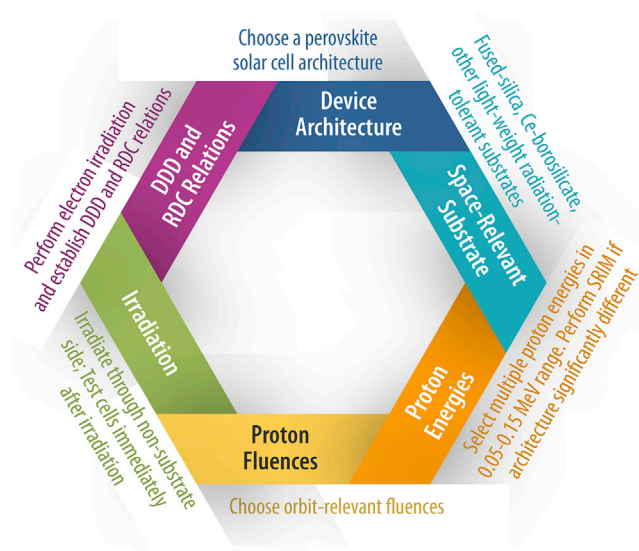 Choose a perovskite
solar cell architecture
Device
Architecture
Fused-silica, Ce-borosilicate,
other light-weight radiation-
tolerant substrates
Space-Relevant
Substrate
Select multiple proton energies in
0.05-0.15 MeV range. Perform SRIM if
architecture significantly different
Proton
Energies
Proton
Fluences
Choose orbit-relevant fluences
Irradiation
Irradiate through non-substrate
side; Test cells immediately
after irradiation
DDD and
RDC Relations
Perform electron irradiation
and establish DDD and RDC relations